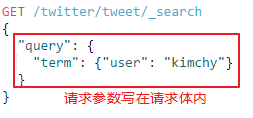 GET /twitter/tweet/_search
{
  "query": {
    "term": {"user": "kimchy"}
  }
}
请求参数写在请求体内